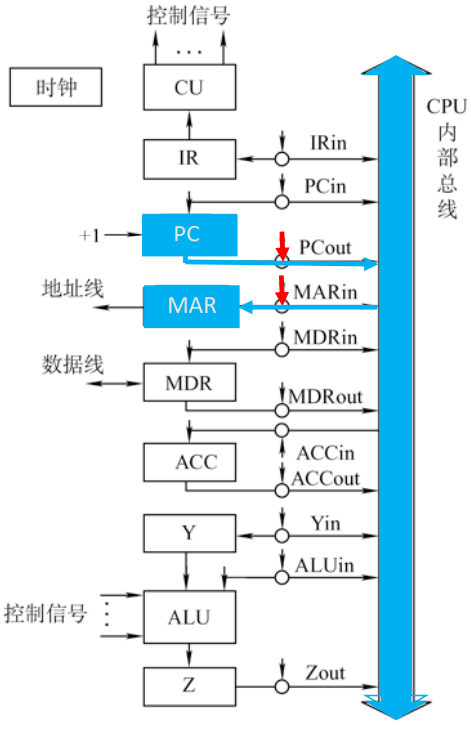 控制信号
…
CU
时钟
CPU
内
部
总
线
IR
IRin
PCin
+1
PC
PCout
地址线
MAR
MARin
MDRin
数据线
MDR
MDRout
ACC
ACCin
ACCout
Y
Yin
ALUin
控制信号
ALU
Z
Zout